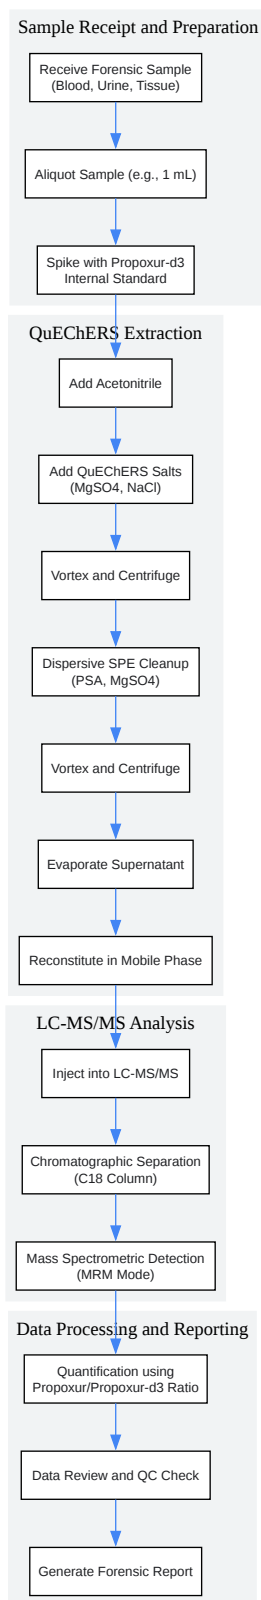 Sample Receipt and Preparation
Receive Forensic Sample
(Blood, Urine, Tissue)
Aliquot Sample (e.g., 1 mL)
Spike with Propoxur-d3
Internal Standard
QuEChERS Extraction
Add Acetonitrile
Add QuEChERS Salts
(MgSO4, NaCl)
Vortex and Centrifuge
Dispersive SPE Cleanup
(PSA, MgSO4)
Vortex and Centrifuge
Evaporate Supernatant
Reconstitute in Mobile Phase
LC-MS/MS Analysis
Inject into LC-MS/MS
Chromatographic Separation
(C18 Column)
Mass Spectrometric Detection
(MRM Mode)
Data Processing and Reporting
Quantification using
Propoxur/Propoxur-d3 Ratio
Data Review and QC Check
Generate Forensic Report